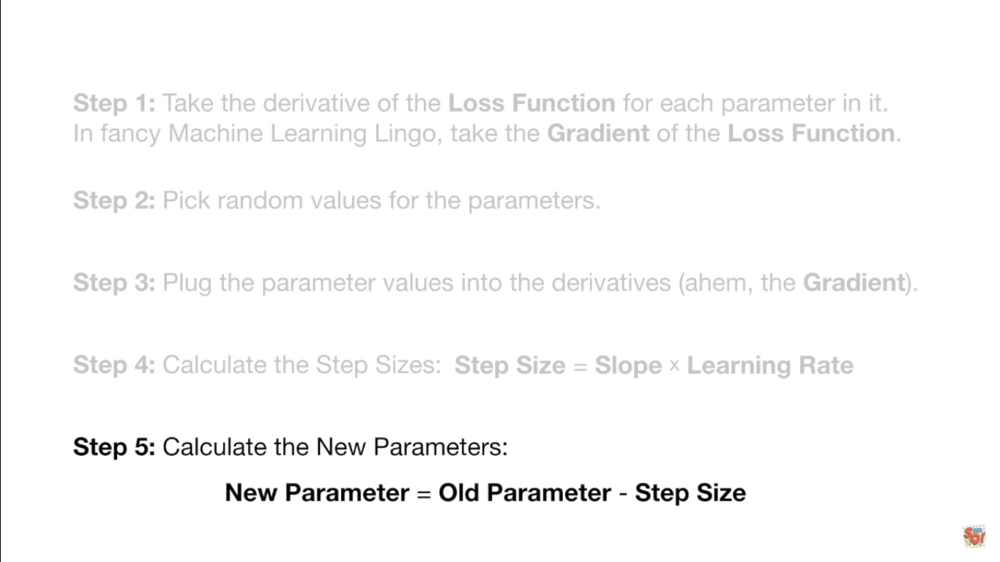 Step 1: Take the derivative of the Loss Function for each parameter in it.
In fancy Machine Learning Lingo, take the Gradient of the Loss Function.
Step 2: Pick random values for the parameters.
Step 3: Plug the parameter values into the derivatives (ahem, the Gradient).
Step 4: Calculate the Step Sizes: Step Size = Slope × Learning Rate
Step 5: Calculate the New Parameters:
New Parameter = Old Parameter - Step Size